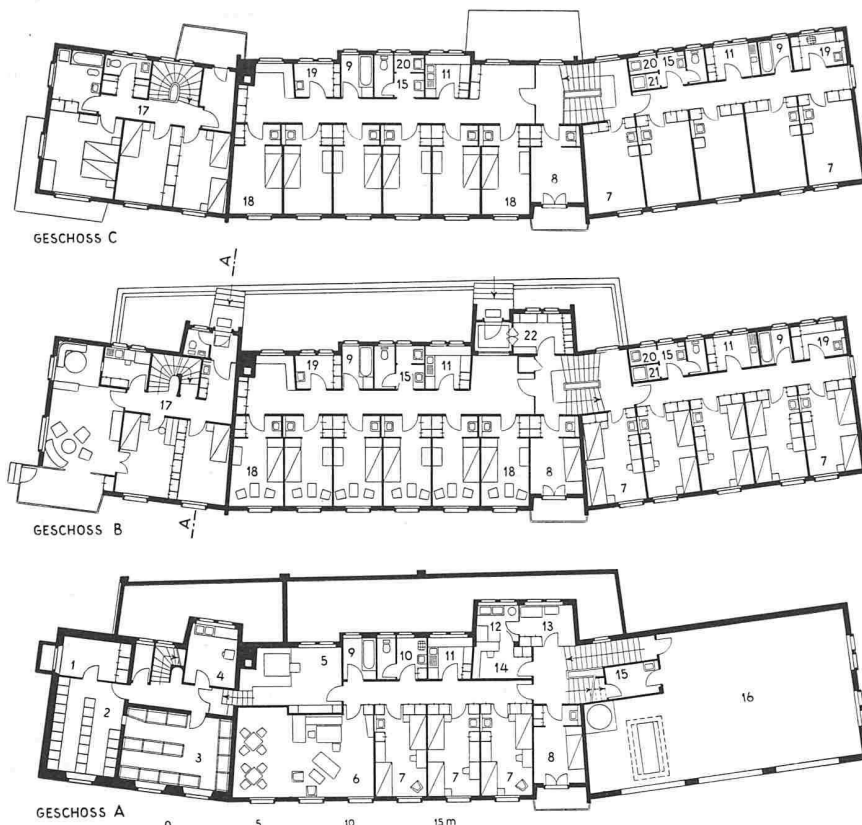 19 9 20 15 11 20 15 21 11 9 19
17
18 18 8 7 7
GESCHOSS C
A
22
19 9 15 11 20 15 21 11 9 19
17
18 18 8 7 7
GESCHOSS B
A
12 13
1 4 5 9 10 11 14 15
2 3 6 7 7 7 8 16
GESCHOSS A
0 5 10 15 m